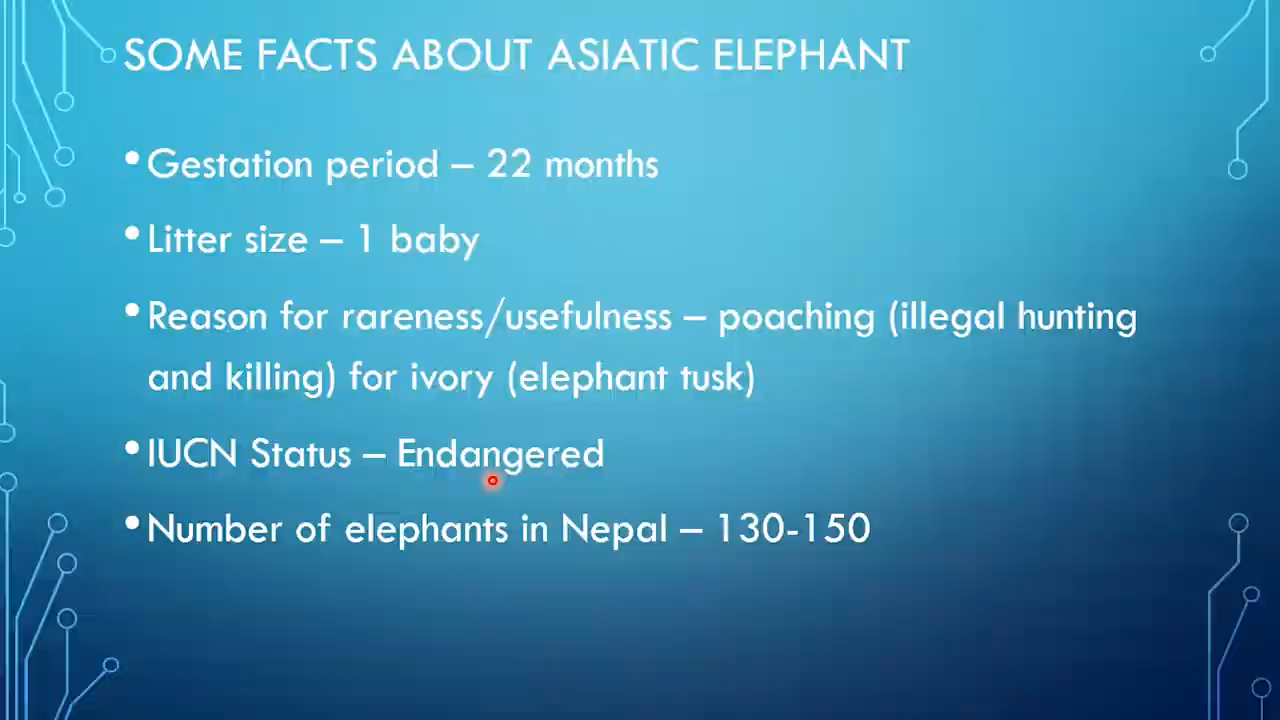 SOME FACTS ABOUT ASIATIC ELEPHANT
• Gestation period – 22 months
• Litter size – 1 baby
• Reason for rareness/usefulness – poaching (illegal hunting
and killing) for ivory (elephant tusk)
• IUCN Status – Endangered
• Number of elephants in Nepal – 130-150